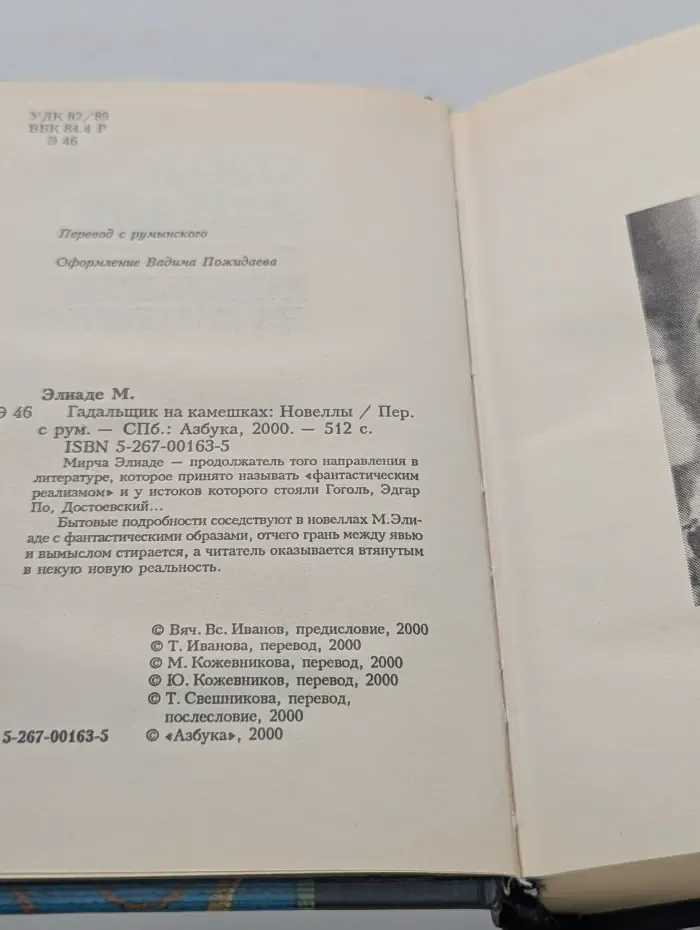 УДК 82/89
ББК 84.4 Р
Э 46
Перевод с румынского
Оформление Вадима Пожидаева
Элиаде М.
Э 46 Гадальщик на камешках: Новеллы / Пер.
с рум. — СПб.: Азбука, 2000. — 512 с.
ISBN 5-267-00163-5
Мирча Элиаде — продолжатель того направления в
литературе, которое принято называть «фантастическим
реализмом» и у истоков которого стояли Гоголь, Эдгар
По, Достоевский...
Бытовые подробности соседствуют в новеллах М.Эли-
аде с фантастическими образами, отчего грань между явью
и вымыслом стирается, а читатель оказывается втянутым
в некую новую реальность.
© Вяч. Вс. Иванов, предисловие, 2000
© Т. Иванова, перевод, 2000
© М. Кожевникова, перевод, 2000
© Ю. Кожевников, перевод, 2000
© Т. Свешникова, перевод,
послесловие, 2000
5-267-00163-5 © «Азбука», 2000